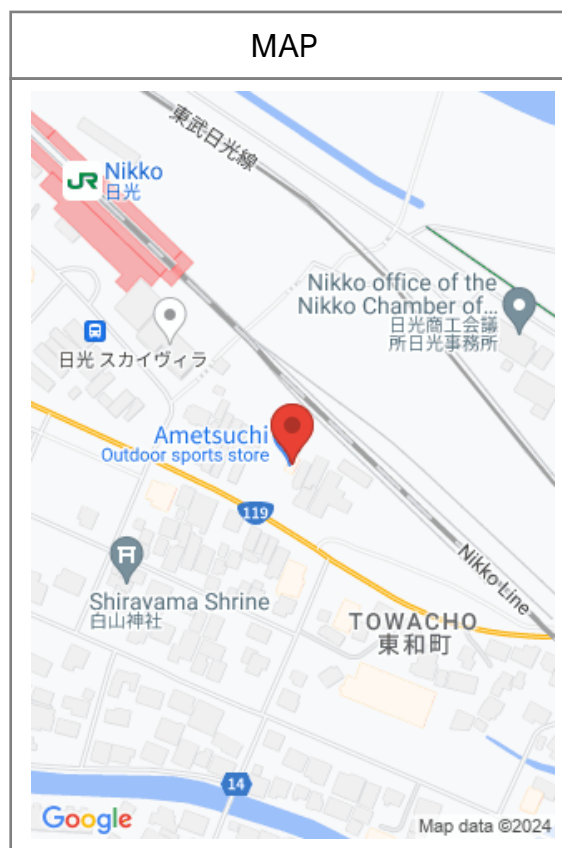 MAP
東武日光線
JR
Nikko
日光
Nikko office of the
Nikko Chamber of...
日光商工会議
所日光事務所
日光 スカイヴィラ
Ametsuchi
Outdoor sports store
119
Nikko Line
Shirayama Shrine
白山神社
TOWACHO
東和町
14
Google
Map data ©2024